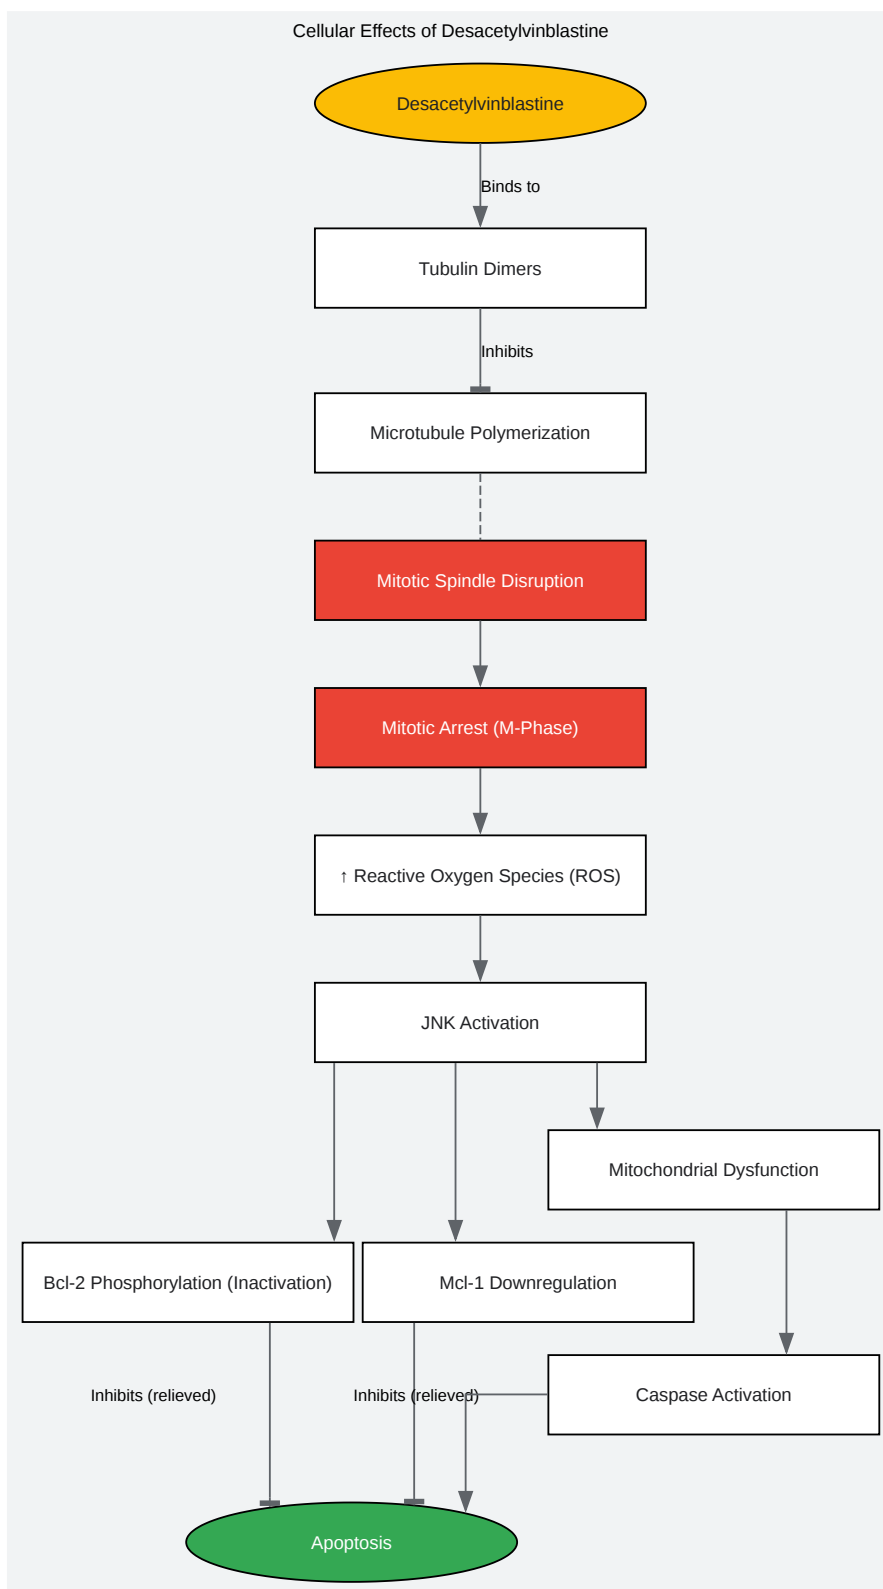 Cellular Effects of Desacetylvinblastine
Desacetylvinblastine
Binds to
Tubulin Dimers
Inhibits
Microtubule Polymerization
Mitotic Spindle Disruption
Mitotic Arrest (M-Phase)
↑ Reactive Oxygen Species (ROS)
JNK Activation
Mitochondrial Dysfunction
Bcl-2 Phosphorylation (Inactivation)
Mcl-1 Downregulation
Inhibits (relieved)
Inhibits (relieved)
Caspase Activation
Apoptosis